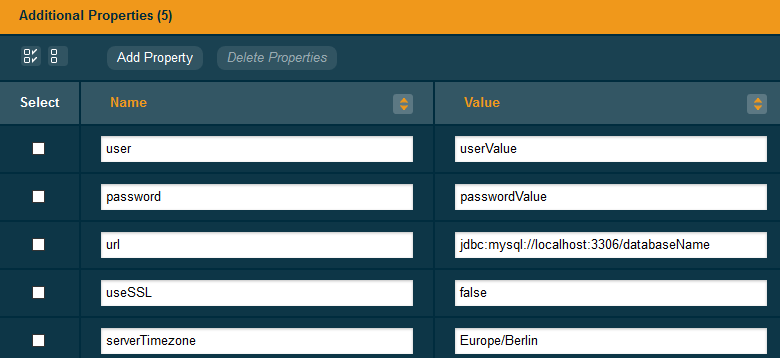 Additional Properties (5)
Add Property Delete Properties
Select Name Value
user userValue
password passwordValue
url jdbc:mysql://localhost:3306/databaseName
useSSL false
serverTimezone Europe/Berlin